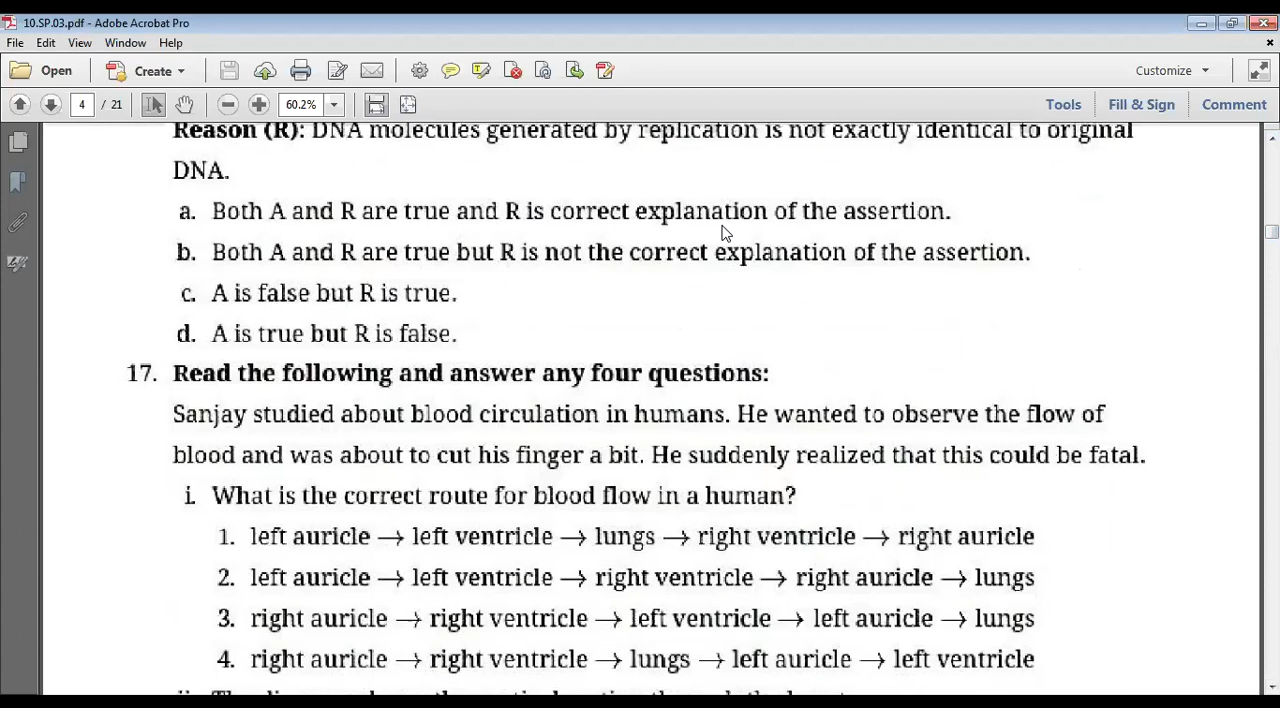 10.SP.03.pdf - Adobe Acrobat Pro
File Edit View Window Help
Open Create Customize
4 / 21 60.2% Tools Fill & Sign Comment
Reason (R): DNA molecules generated by replication is not exactly identical to original
DNA.
a. Both A and R are true and R is correct explanation of the assertion.
b. Both A and R are true but R is not the correct explanation of the assertion.
c. A is false but R is true.
d. A is true but R is false.
17. Read the following and answer any four questions:
Sanjay studied about blood circulation in humans. He wanted to observe the flow of
blood and was about to cut his finger a bit. He suddenly realized that this could be fatal.
i. What is the correct route for blood flow in a human?
1. left auricle → left ventricle → lungs → right ventricle → right auricle
2. left auricle → left ventricle → right ventricle → right auricle → lungs
3. right auricle → right ventricle → left ventricle → left auricle → lungs
4. right auricle → right ventricle → lungs → left auricle → left ventricle